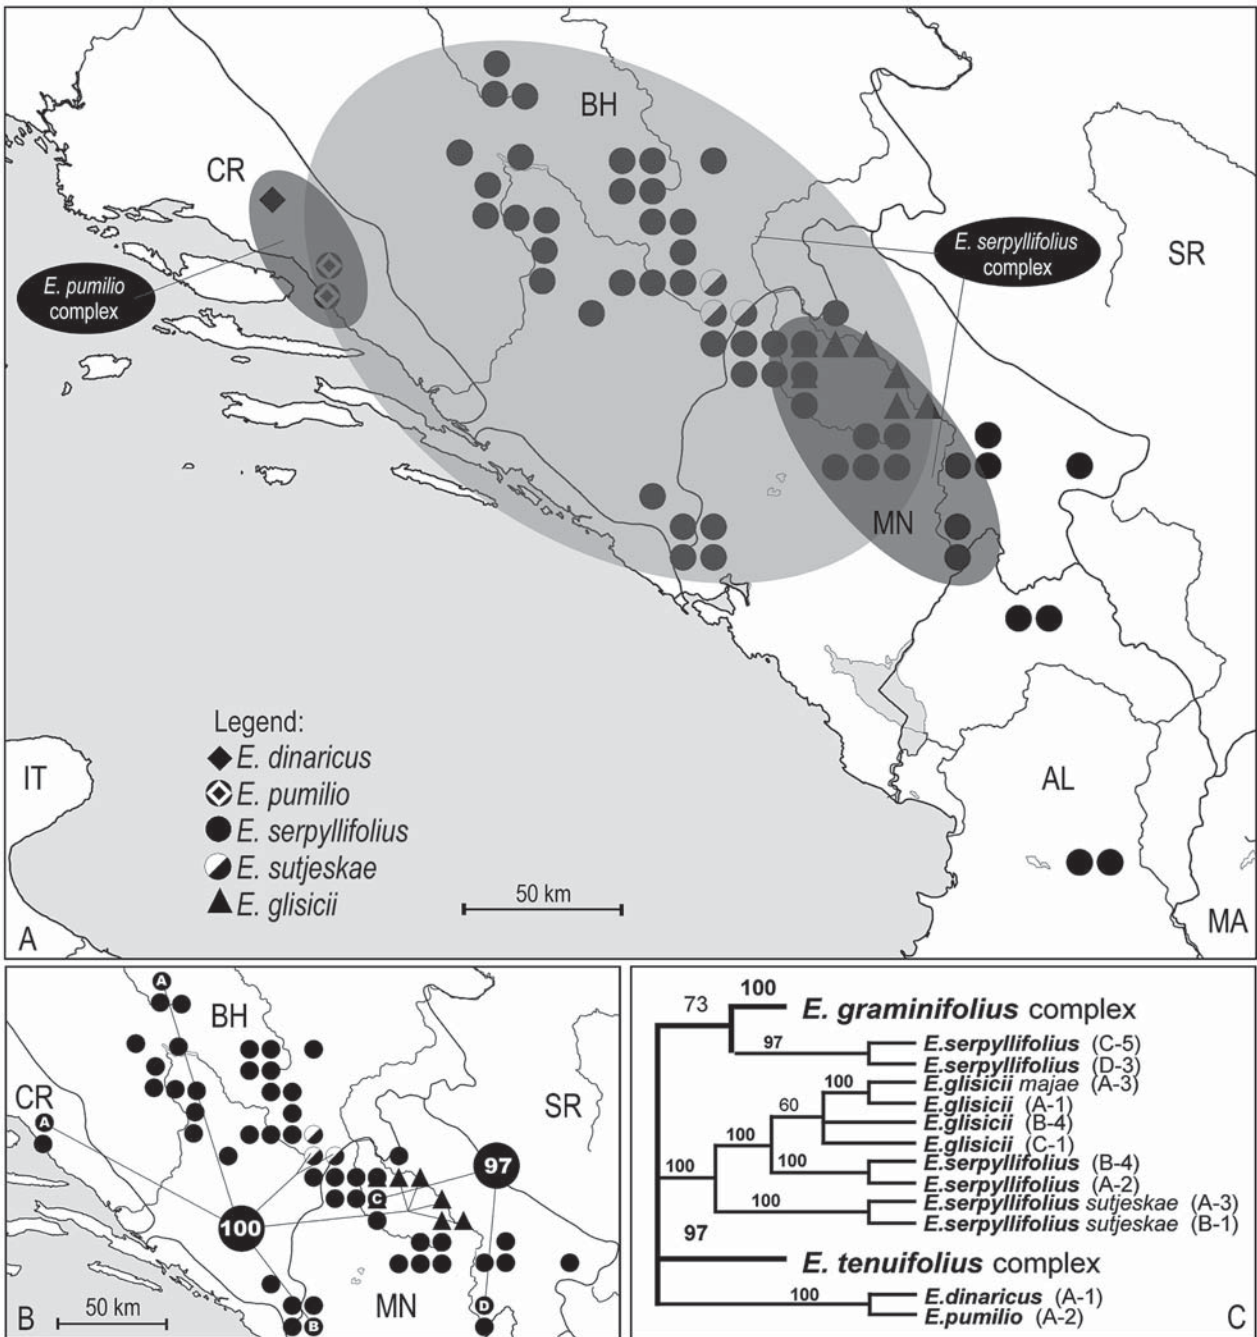 BH
CR
SR
E. serpyllifolius
complex
E. pumilio
complex
MN
Legend:
E. dinaricus
E. pumilio
E. serpyllifolius
E. sutjeskae
E. glisicii
50 km
IT
AL
MA
A
A
BH
CR
A
SR
97
C
100
D
MN
B
50 km
B
100
73
E. graminifolius complex
97
E.serpyllifolius (C-5)
E.serpyllifolius (D-3)
100
E.glisicii majae (A-3)
60
E.glisicii (A-1)
E.glisicii (B-4)
100
E.glisicii (C-1)
100
100
E.serpyllifolius (B-4)
E.serpyllifolius (A-2)
100
E.serpyllifolius sutjeskae (A-3)
E.serpyllifolius sutjeskae (B-1)
97
E. tenuifolius complex
100
E.dinaricus (A-1)
E.pumilio (A-2)
C